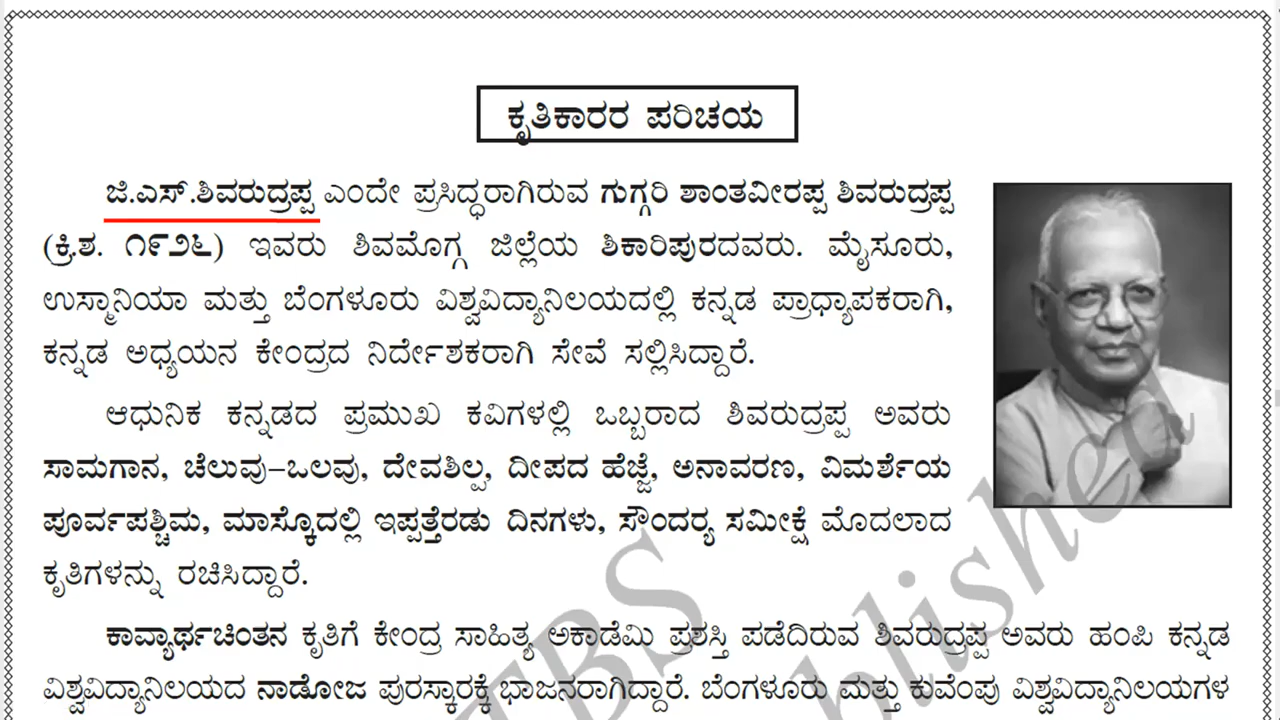 ಕೃತಿಕಾರರ ಪರಿಚಯ
ಜಿ.ಎಸ್.ಶಿವರುದ್ರಪ್ಪ ಎಂದೇ ಪ್ರಸಿದ್ಧರಾಗಿರುವ ಗುಗ್ಗರಿ ಶಾಂತವೀರಪ್ಪ ಶಿವರುದ್ರಪ್ಪ
(ಕ್ರಿ.ಶ. ೧೯೨೬) ಇವರು ಶಿವಮೊಗ್ಗ ಜಿಲ್ಲೆಯ ಶಿಕಾರಿಪುರದವರು. ಮೈಸೂರು,
ಉಸ್ಮಾನಿಯಾ ಮತ್ತು ಬೆಂಗಳೂರು ವಿಶ್ವವಿದ್ಯಾನಿಲಯದಲ್ಲಿ ಕನ್ನಡ ಪ್ರಾಧ್ಯಾಪಕರಾಗಿ,
ಕನ್ನಡ ಅಧ್ಯಯನ ಕೇಂದ್ರದ ನಿರ್ದೇಶಕರಾಗಿ ಸೇವೆ ಸಲ್ಲಿಸಿದ್ದಾರೆ.
ಆಧುನಿಕ ಕನ್ನಡದ ಪ್ರಮುಖ ಕವಿಗಳಲ್ಲಿ ಒಬ್ಬರಾದ ಶಿವರುದ್ರಪ್ಪ ಅವರು
ಸಾಮಗಾನ, ಚೆಲುವು-ಒಲವು, ದೇವಶಿಲ್ಪ, ದೀಪದ ಹೆಜ್ಜೆ, ಅನಾವರಣ, ವಿಮರ್ಶೆಯ
ಪೂರ್ವಪಶ್ಚಿಮ, ಮಾಸ್ಕೊದಲ್ಲಿ ಇಪ್ಪತ್ತೆರಡು ದಿನಗಳು, ಸೌಂದರ‍್ಯ ಸಮೀಕ್ಷೆ ಮೊದಲಾದ
ಕೃತಿಗಳನ್ನು ರಚಿಸಿದ್ದಾರೆ.
ಕಾವ್ಯಾರ್ಥಚಿಂತನ ಕೃತಿಗೆ ಕೇಂದ್ರ ಸಾಹಿತ್ಯ ಅಕಾಡೆಮಿ ಪ್ರಶಸ್ತಿ ಪಡೆದಿರುವ ಶಿವರುದ್ರಪ್ಪ ಅವರು ಹಂಪಿ ಕನ್ನಡ
ವಿಶ್ವವಿದ್ಯಾನಿಲಯದ ನಾಡೋಜ ಪುರಸ್ಕಾರಕ್ಕೆ ಭಾಜನರಾಗಿದ್ದಾರೆ. ಬೆಂಗಳೂರು ಮತ್ತು ಕುವೆಂಪು ವಿಶ್ವವಿದ್ಯಾನಿಲಯಗಳ